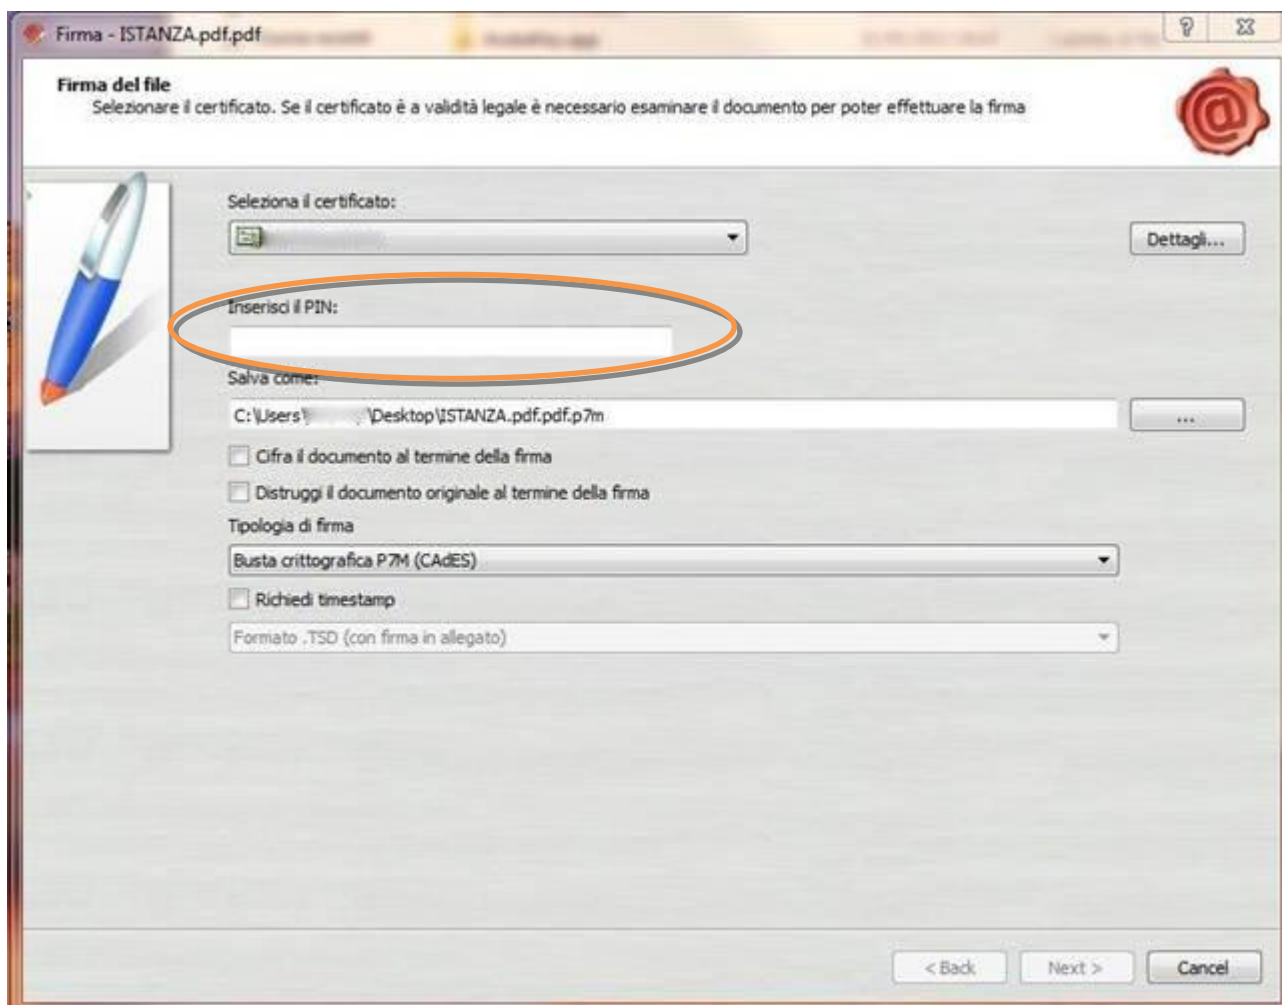 Firma - ISTANZA.pdf.pdf
Firma del file
Selezionare il certificato. Se il certificato è a validità legale è necessario esaminare il documento per poter effettuare la firma
Seleziona il certificato:
Dettagli...
Inserisci il PIN:
Salva come:
C:\Users\ \Desktop\ISTANZA.pdf.pdf.p7m
...
Cifra il documento al termine della firma
Distruggi il documento originale al termine della firma
Tipologia di firma
Busta crittografica P7M (CAdES)
Richiedi timestamp
Formato .TSD (con firma in allegato)
< Back Next > Cancel